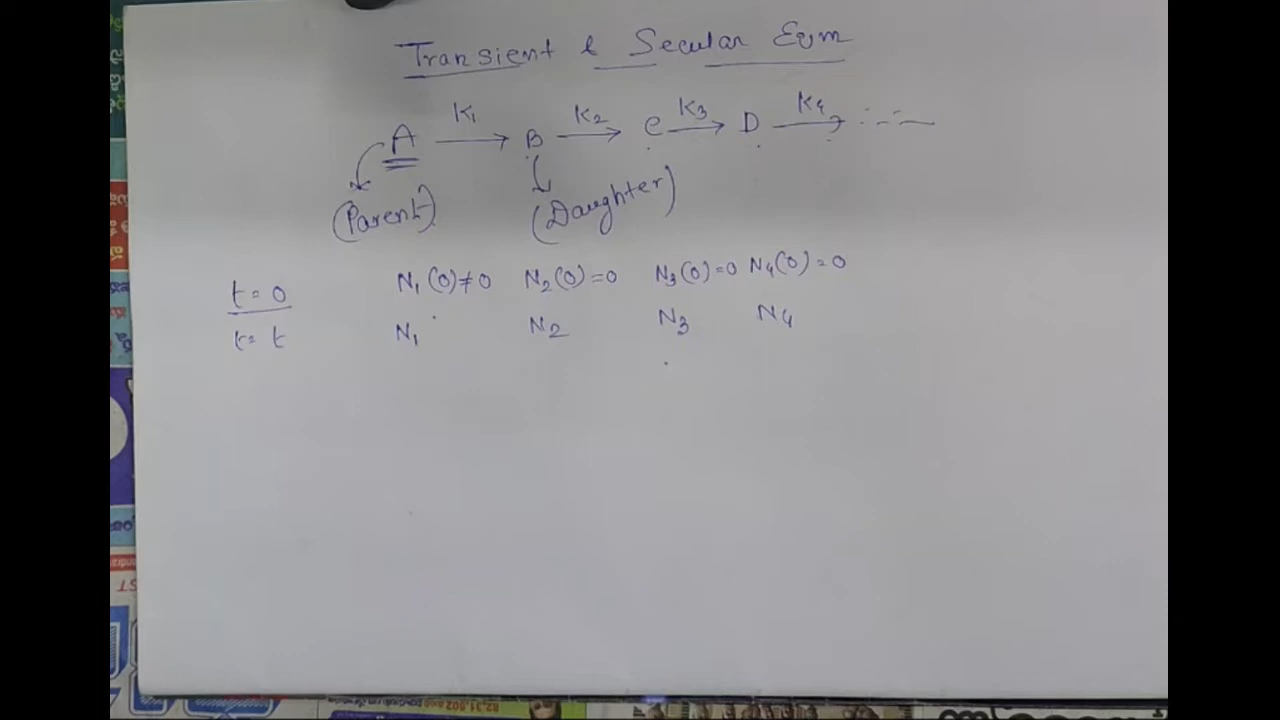 Transient & Secular Eqm
K1 K2 K3 K4
A → B → C → D → ----
(Parent) (Daughter)
t=0 N1(0)≠0 N2(0)=0 N3(0)=0 N4(0)=0
t=t N1 N2 N3 N4